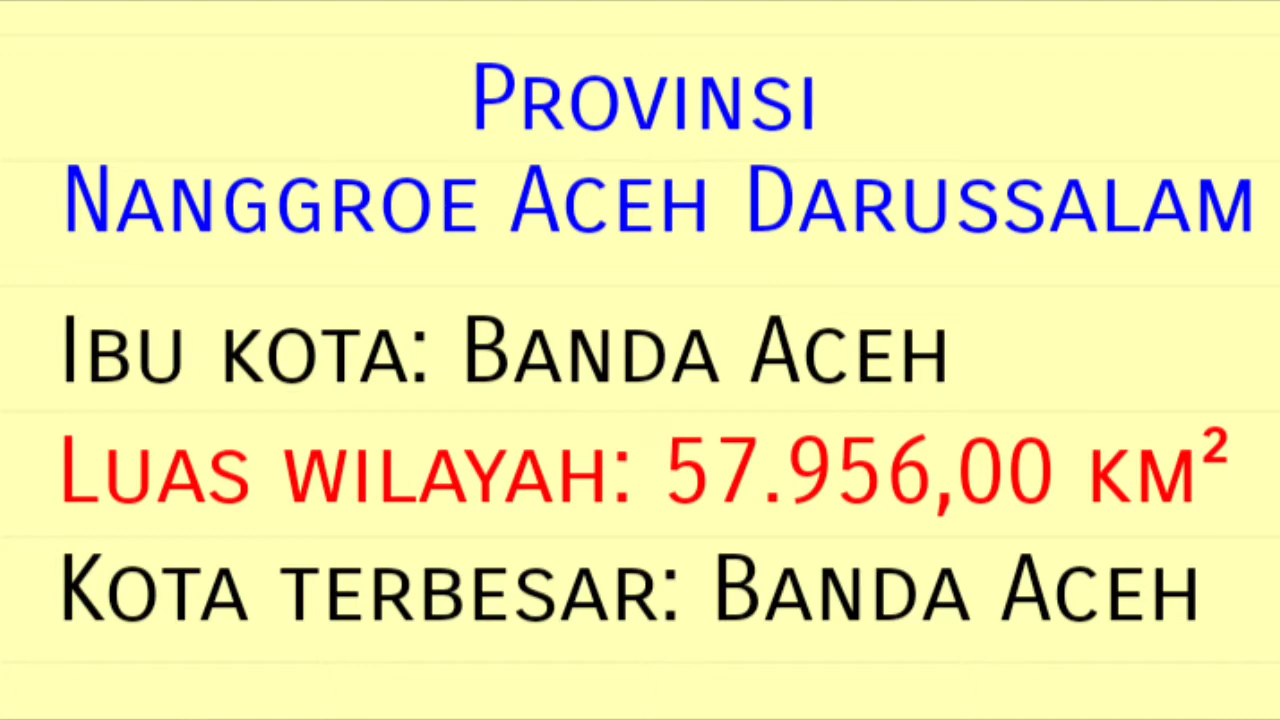 Provinsi
Nanggroe Aceh Darussalam
Ibu kota: Banda Aceh
Luas wilayah: 57.956,00 km²
Kota terbesar: Banda Aceh